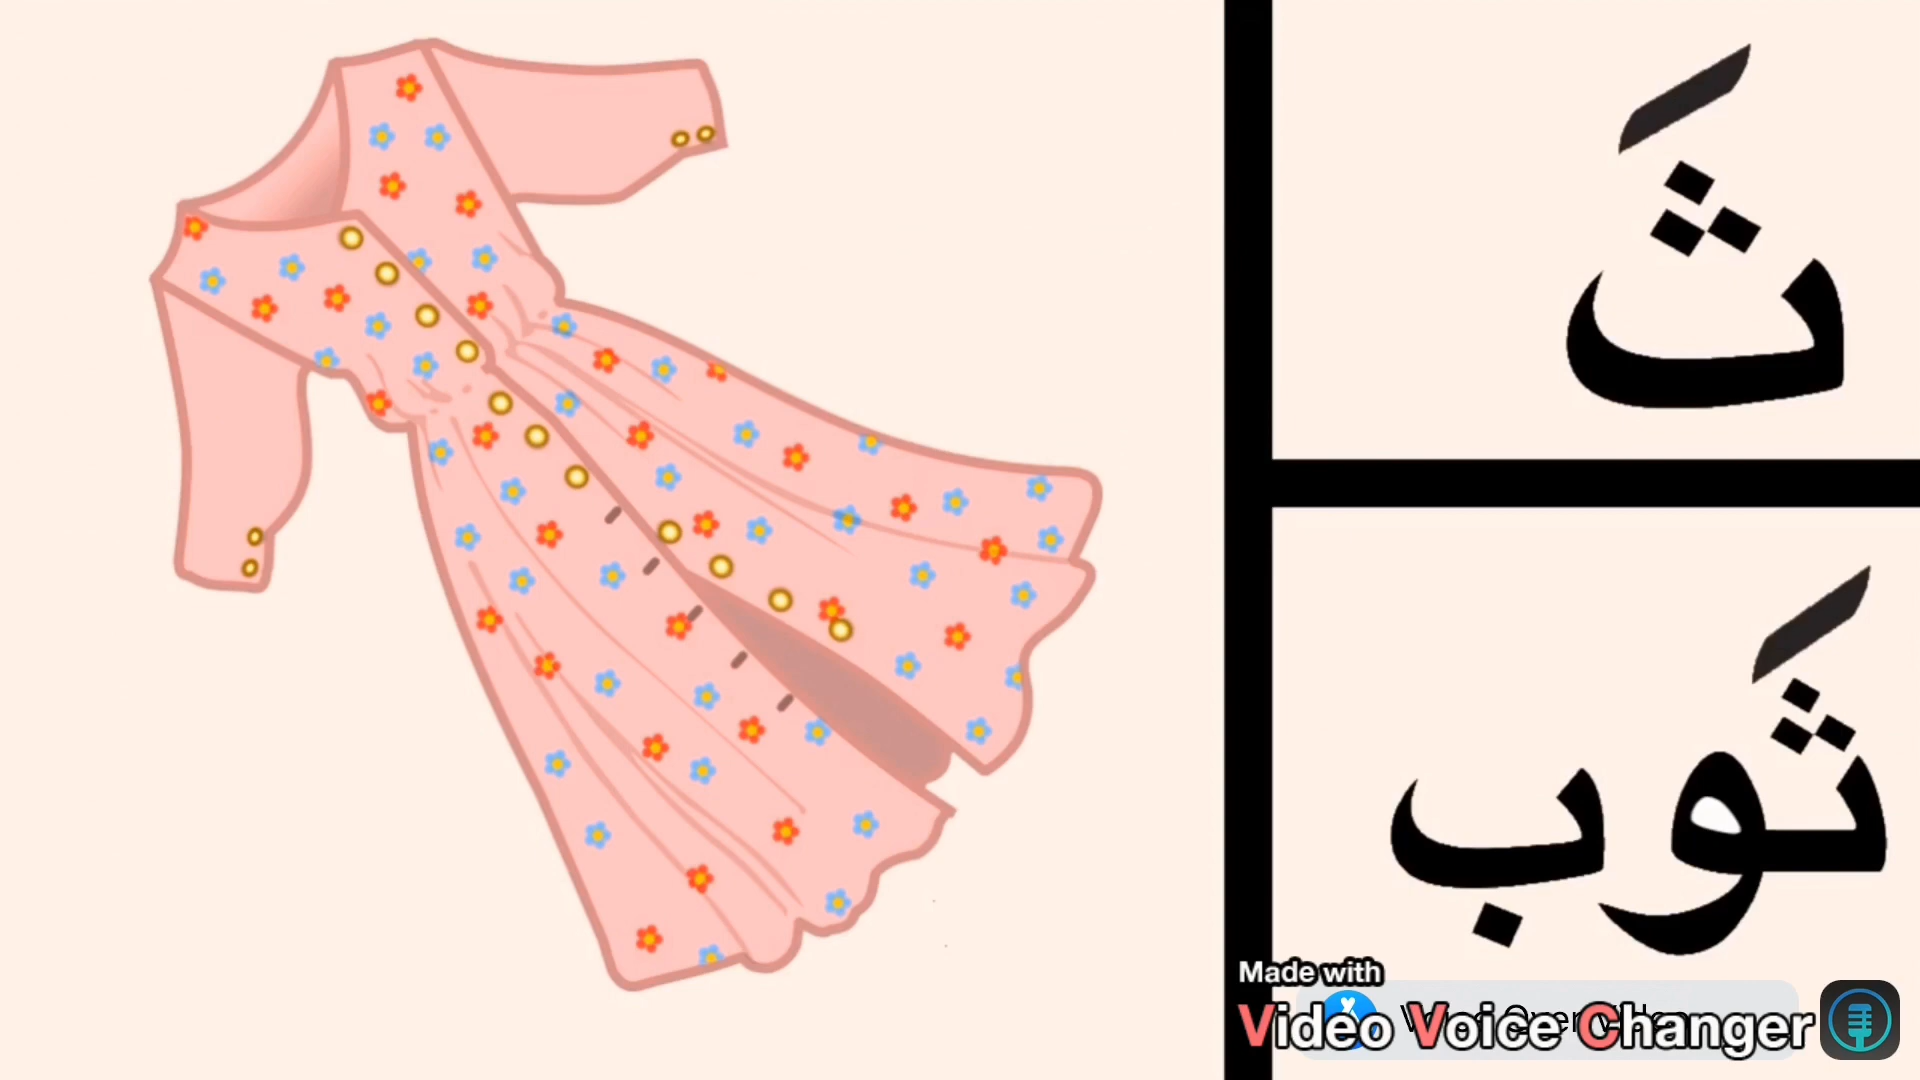 ثَ
ثَوب
Made with
Video Voice Changer